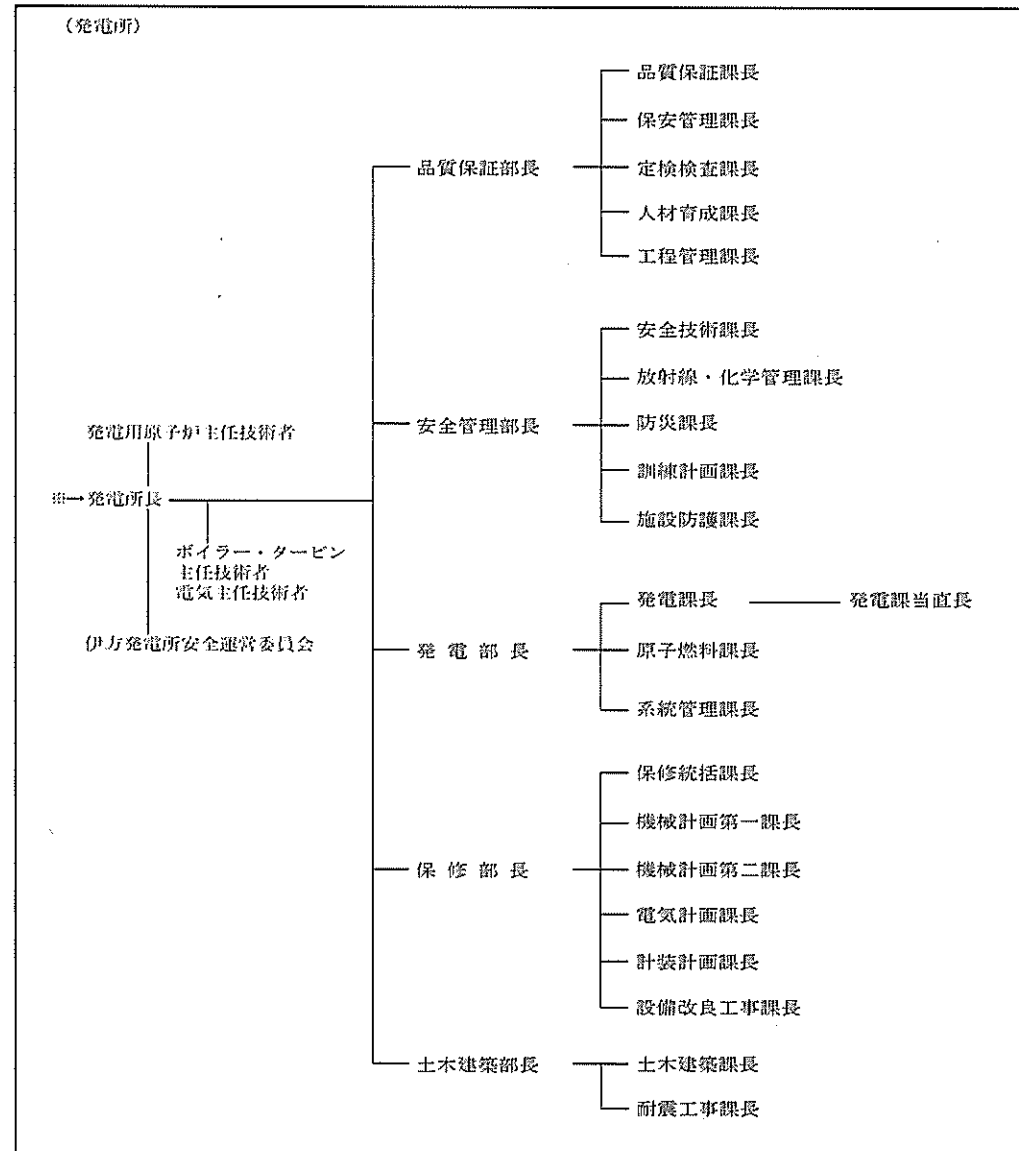 （発電所）
品質保証課長
保安管理課長
品質保証部長
定検検査課長
人材育成課長
工程管理課長
安全技術課長
放射線・化学管理課長
発電用原子炉主任技術者
安全管理部長
防災課長
訓練計画課長
※→発電所長
施設防護課長
ボイラー・タービン
主任技術者
電気主任技術者
発電課長
発電課当直長
伊方発電所安全運営委員会
発電部長
原子燃料課長
系統管理課長
保修統括課長
機械計画第一課長
保修部長
機械計画第二課長
電気計画課長
計装計画課長
設備改良工事課長
土木建築部長
土木建築課長
耐震工事課長